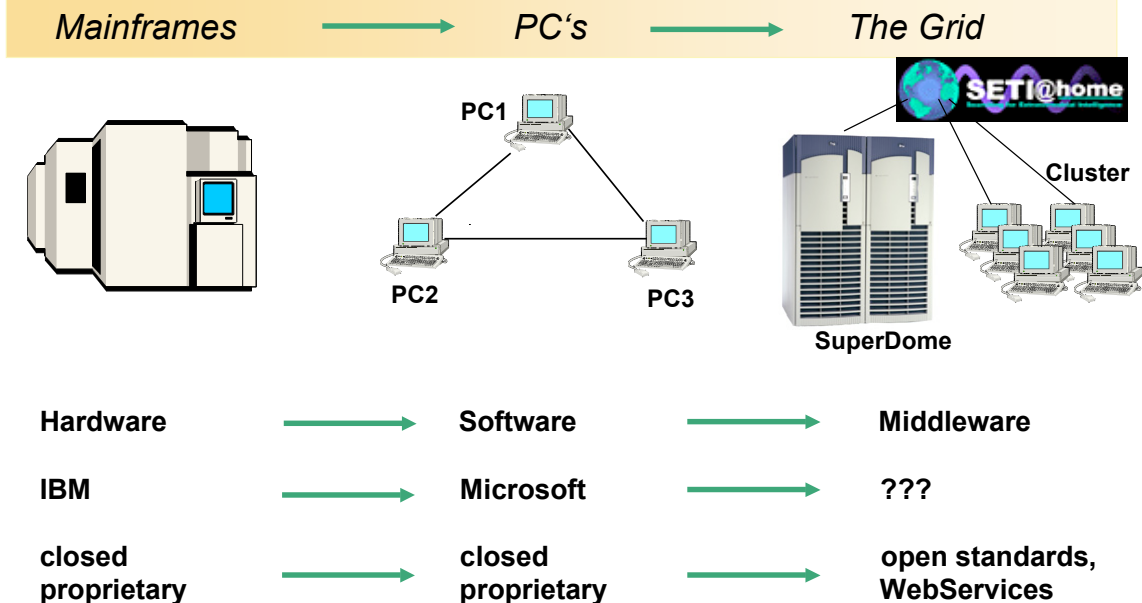 Mainframes PC‘s The Grid
SETI@home
PC1
Cluster
PC2
PC3
SuperDome
Hardware Software Middleware
IBM Microsoft ???
closed closed open standards,
proprietary proprietary WebServices